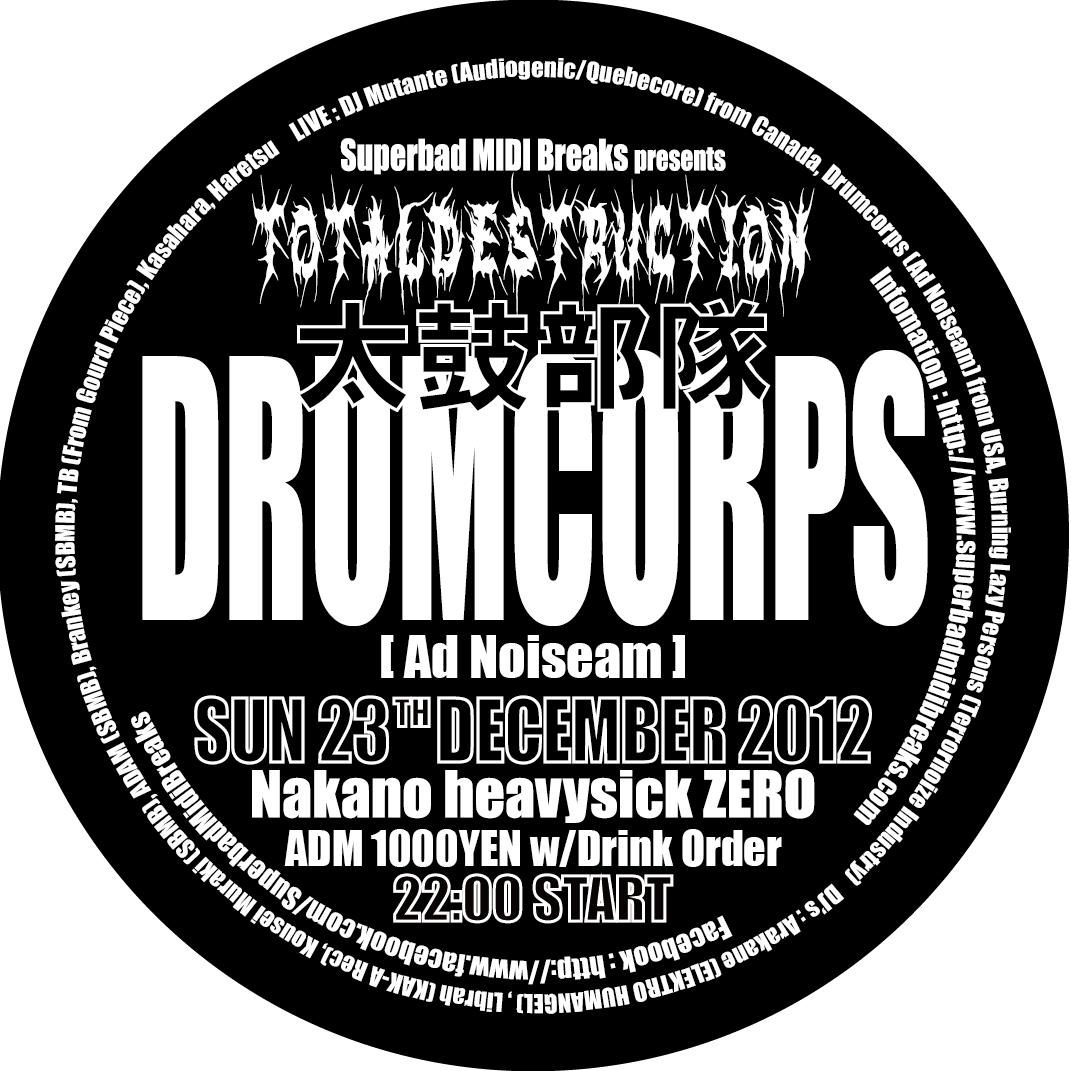 Superbad MIDI Breaks presents
TOTALDESTRUCTION
太鼓部隊
DRUMCORPS
[ Ad Noiseam ]
SUN 23TH DECEMBER 2012
Nakano heavysick ZERO
ADM 1000YEN w/Drink Order
22:00 START
LIVE : DJ Mutante (Audiogenic/Quebecore) from Canada, Drumcorps (Ad Noiseam) from USA, Burning Lazy Persons (Terrornoize Industry)
DJ's : Arakane (ELEKTRO HUMANGEL) , Librah (KAK-A Rec), Kousei Muraki (SBMB), ADAM (SBMB), Brankey (SBMB), TB (From Gourd Piece), Kasahara, Haretsu
Infomation : http://www.superbadmidibreaks.com
Facebook : http://www.facebook.com/SuperbadMidiBreaks